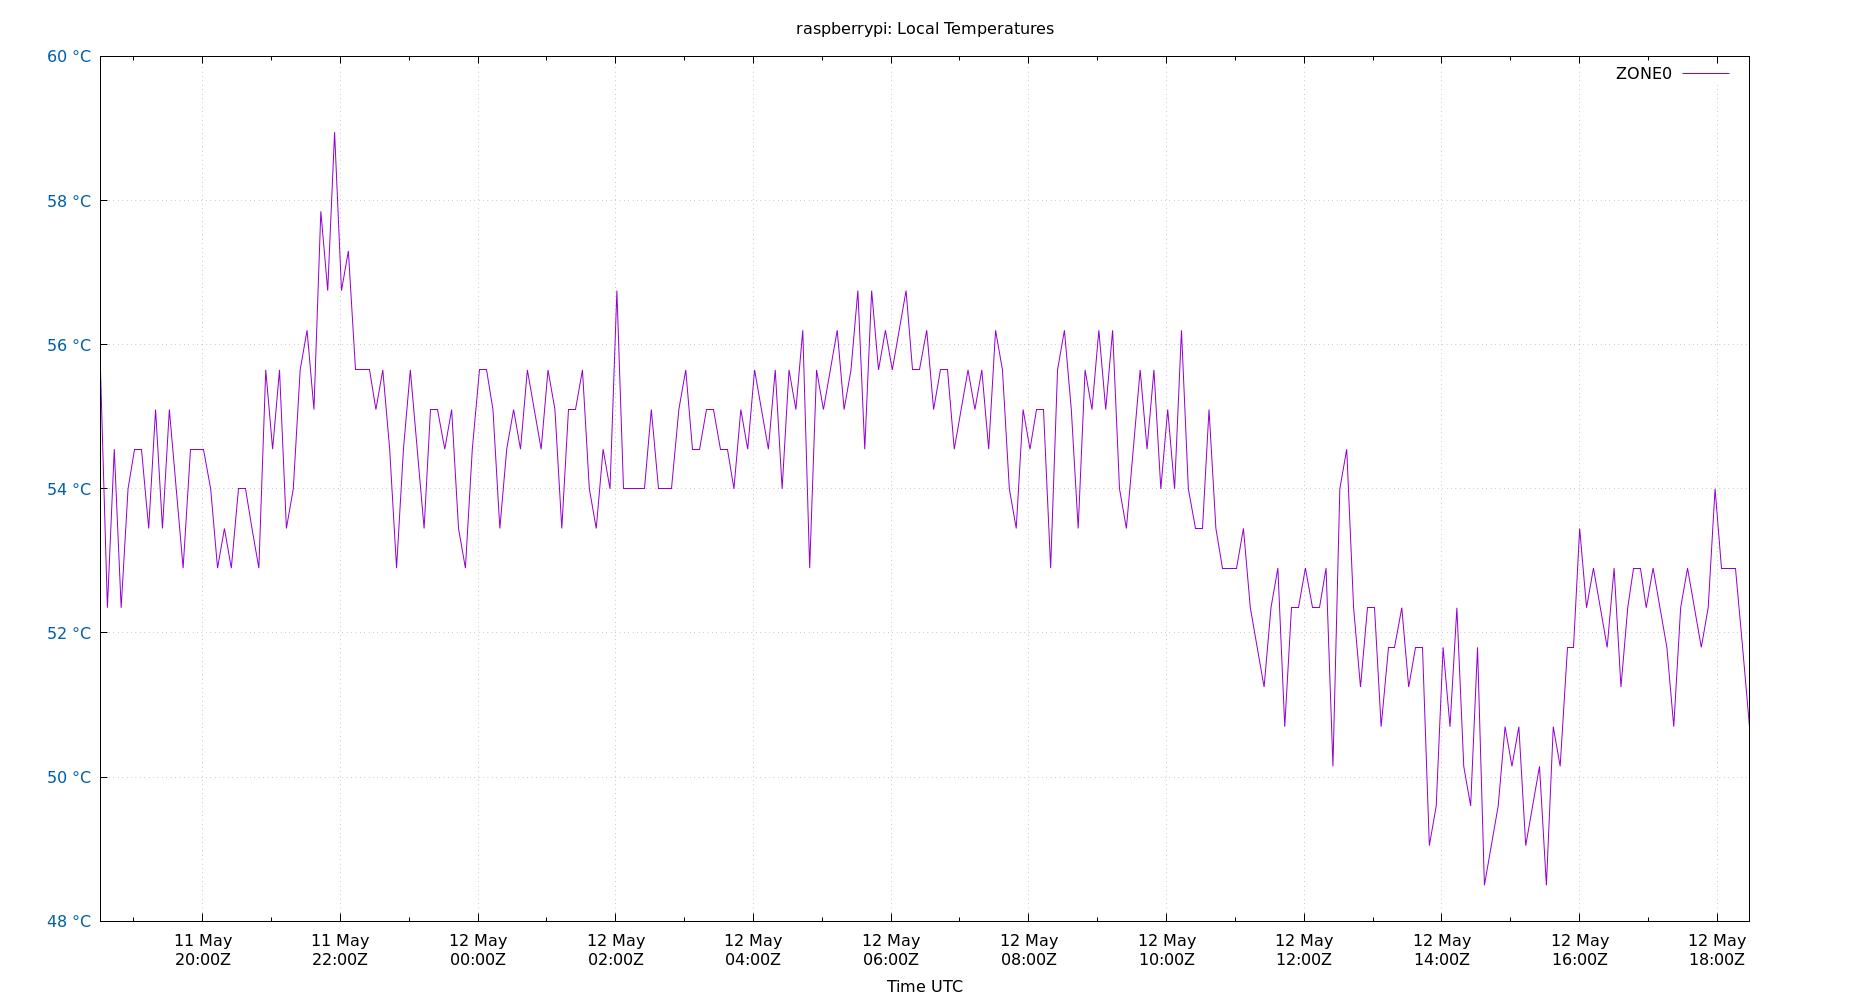 raspberrypi: Local Temperatures
60 °C
58 °C
56 °C
54 °C
52 °C
50 °C
48 °C
ZONE0
11 May 11 May 12 May 12 May 12 May 12 May 12 May 12 May 12 May 12 May 12 May 12 May
20:00Z 22:00Z 00:00Z 02:00Z 04:00Z 06:00Z 08:00Z 10:00Z 12:00Z 14:00Z 16:00Z 18:00Z
Time UTC